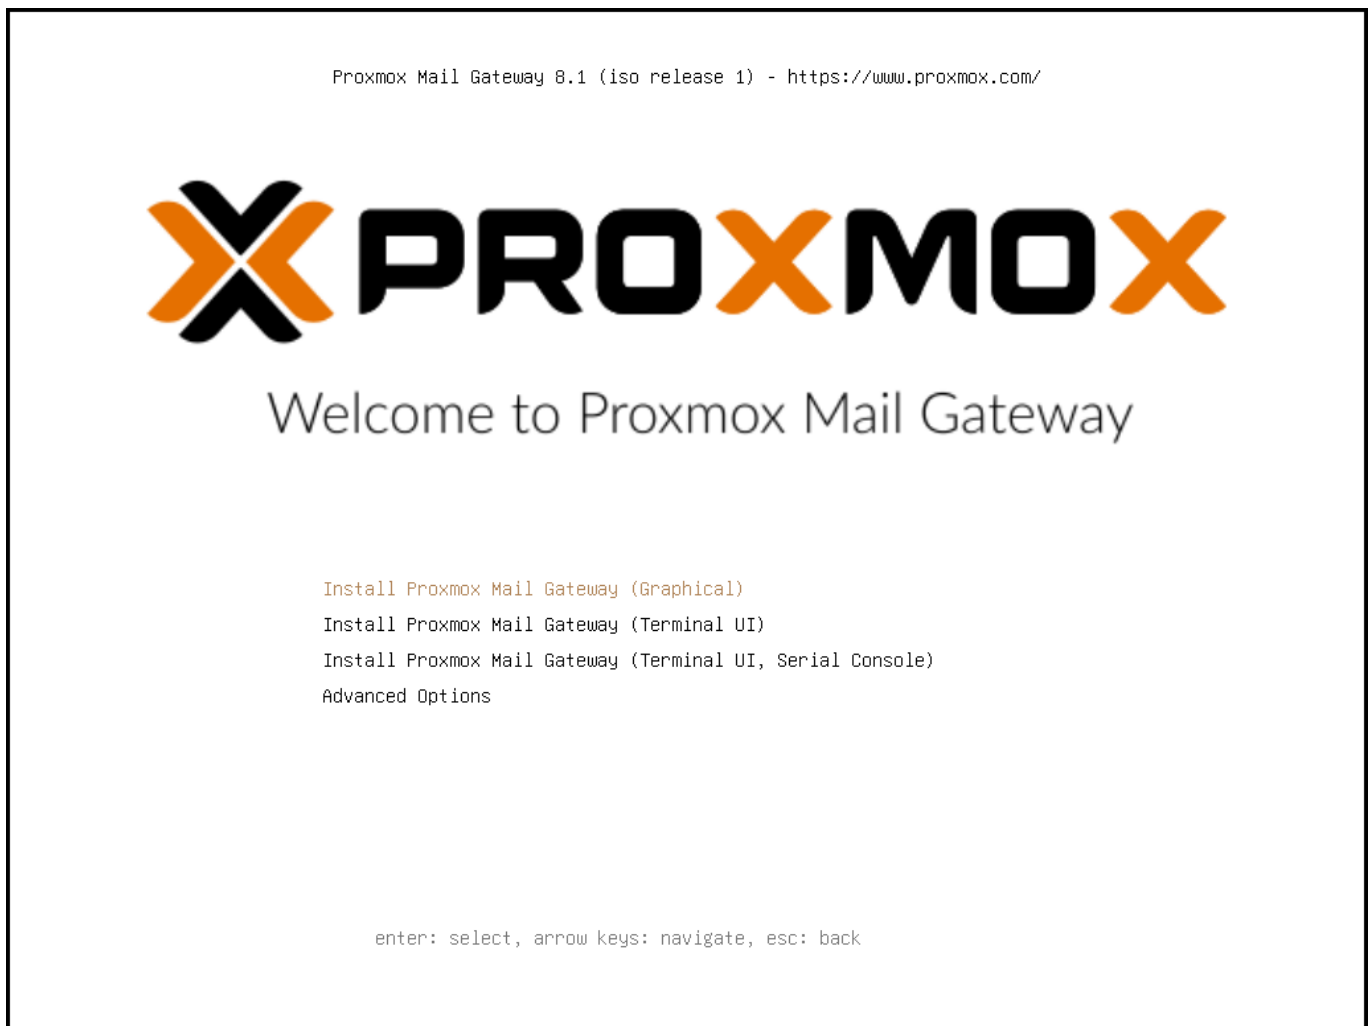 Proxmox Mail Gateway 8.1 (iso release 1) - https://www.proxmox.com/
PROXMOX
Welcome to Proxmox Mail Gateway
Install Proxmox Mail Gateway (Graphical)
Install Proxmox Mail Gateway (Terminal UI)
Install Proxmox Mail Gateway (Terminal UI, Serial Console)
Advanced Options
enter: select, arrow keys: navigate, esc: back